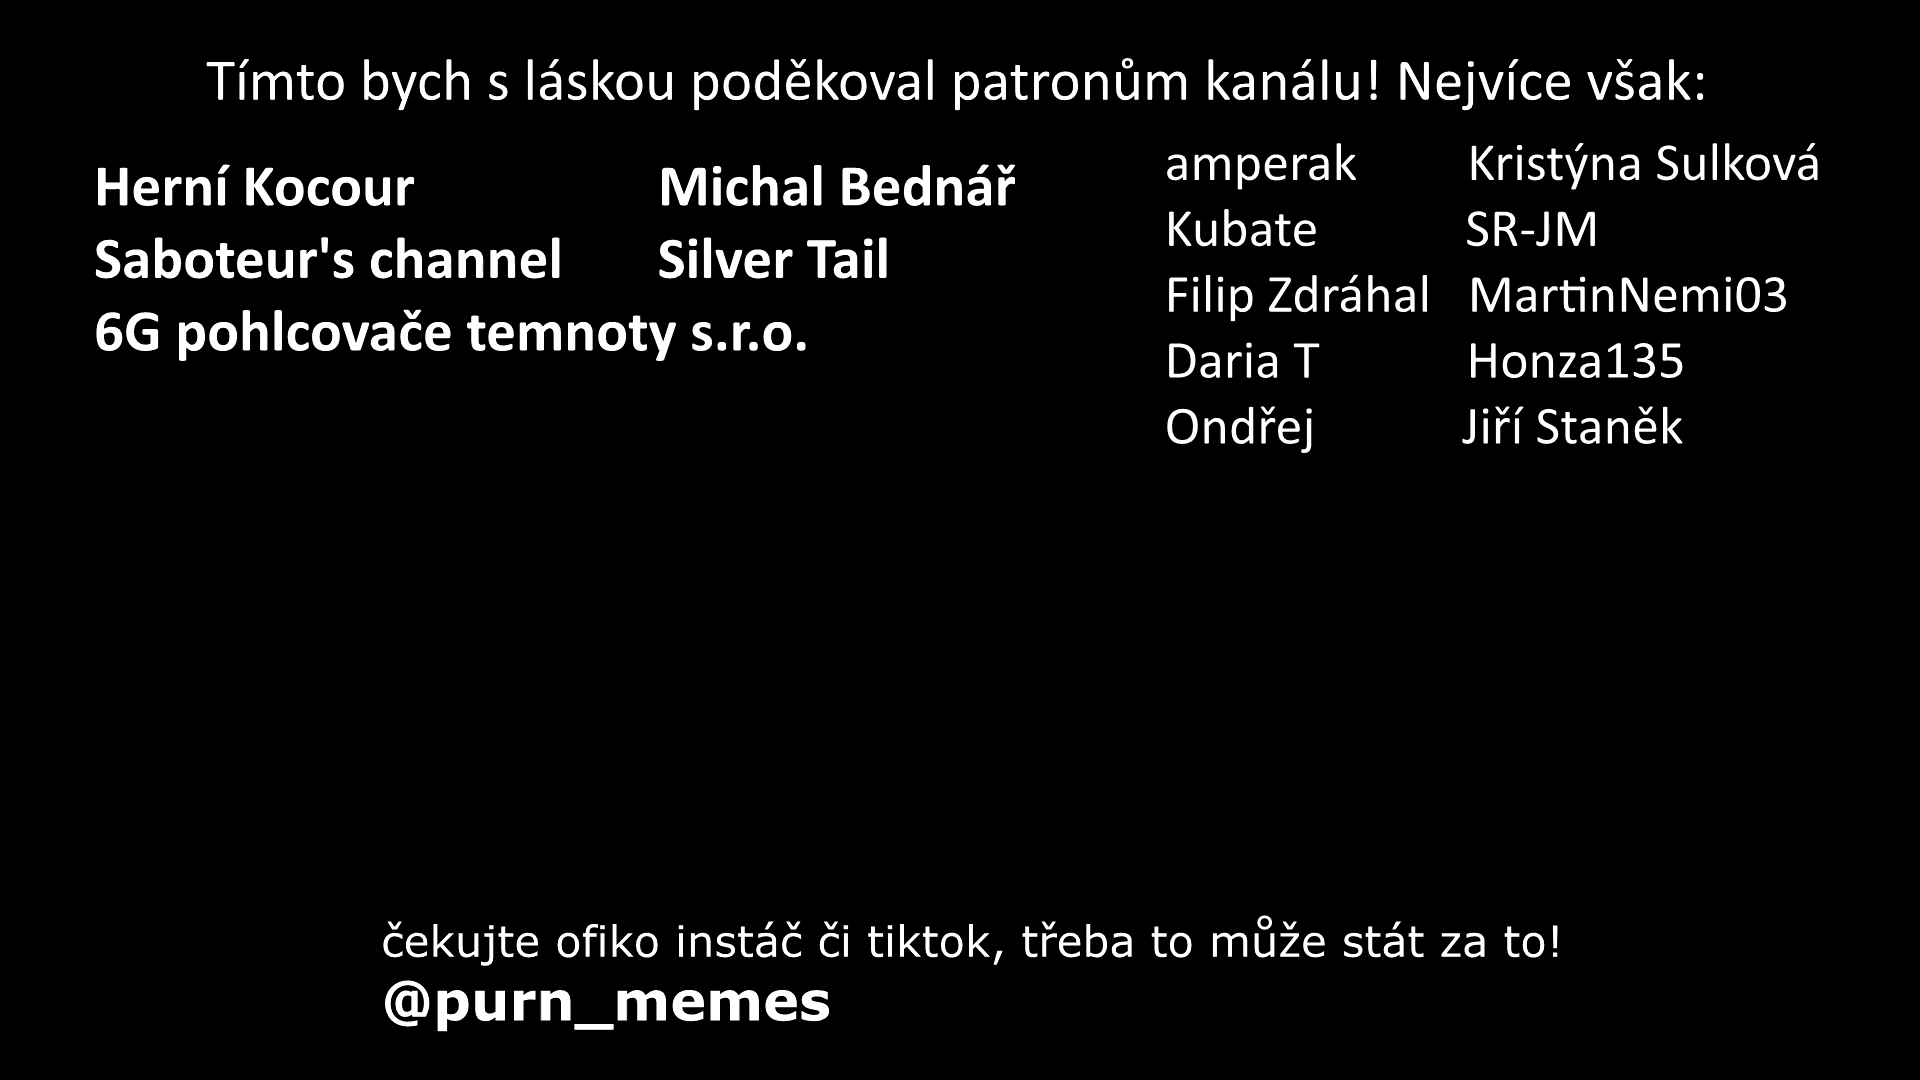 Tímto bych s láskou poděkoval patronům kanálu! Nejvíce však:
Herní Kocour Michal Bednář
Saboteur's channel Silver Tail
6G pohlcovače temnoty s.r.o.
amperak Kristýna Sulková
Kubate SR-JM
Filip Zdráhal MartinNemi03
Daria T Honza135
Ondřej Jiří Staněk
čekujte ofiko instáč či tiktok, třeba to může stát za to!
@purn_memes